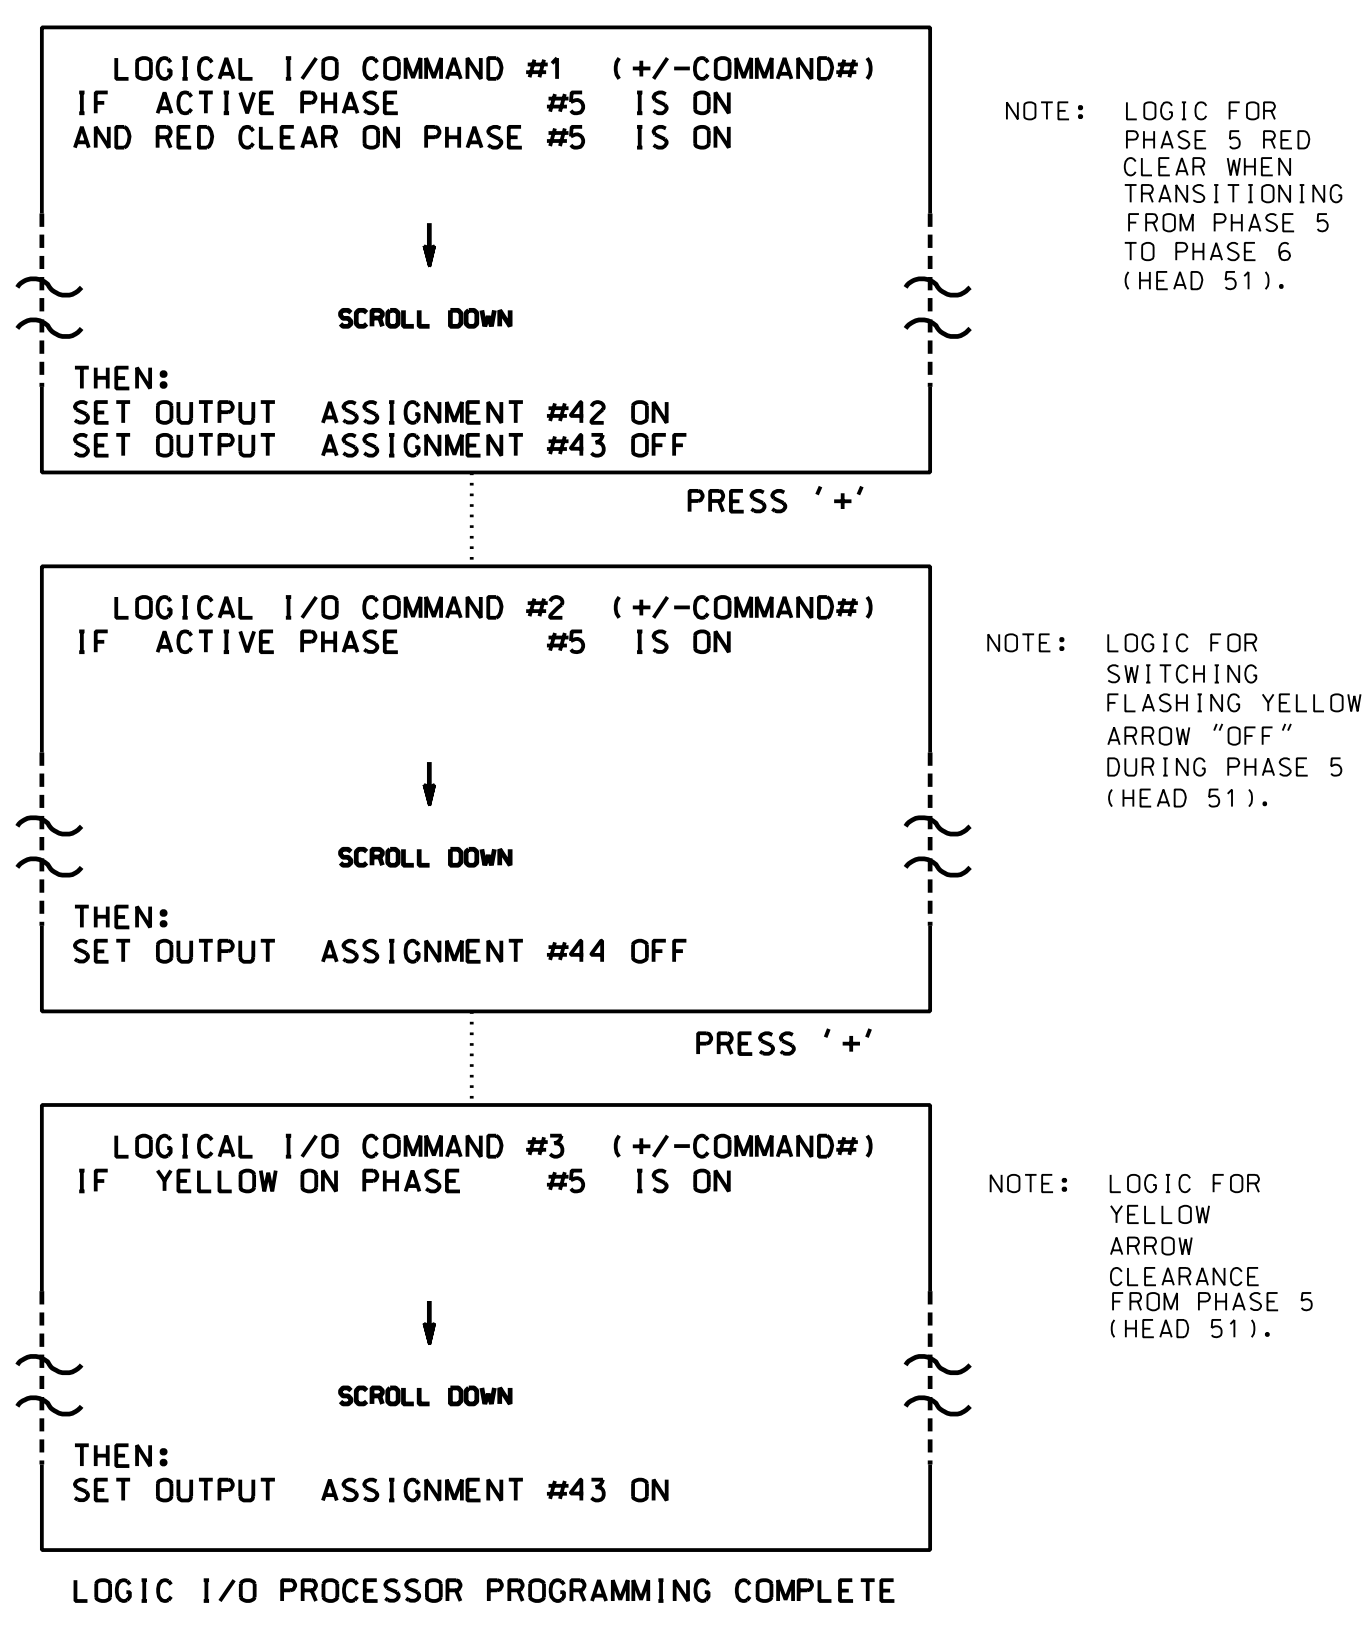 LOGICAL I/O COMMAND #1 (+/-COMMAND#)
IF ACTIVE PHASE #5 IS ON
AND RED CLEAR ON PHASE #5 IS ON
SCROLL DOWN
THEN:
SET OUTPUT ASSIGNMENT #42 ON
SET OUTPUT ASSIGNMENT #43 OFF
NOTE: LOGIC FOR
PHASE 5 RED
CLEAR WHEN
TRANSITIONING
FROM PHASE 5
TO PHASE 6
(HEAD 51).
PRESS '+'
LOGICAL I/O COMMAND #2 (+/-COMMAND#)
IF ACTIVE PHASE #5 IS ON
SCROLL DOWN
THEN:
SET OUTPUT ASSIGNMENT #44 OFF
NOTE: LOGIC FOR
SWITCHING
FLASHING YELLOW
ARROW "OFF"
DURING PHASE 5
(HEAD 51).
PRESS '+'
LOGICAL I/O COMMAND #3 (+/-COMMAND#)
IF YELLOW ON PHASE #5 IS ON
SCROLL DOWN
THEN:
SET OUTPUT ASSIGNMENT #43 ON
NOTE: LOGIC FOR
YELLOW
ARROW
CLEARANCE
FROM PHASE 5
(HEAD 51).
LOGIC I/O PROCESSOR PROGRAMMING COMPLETE